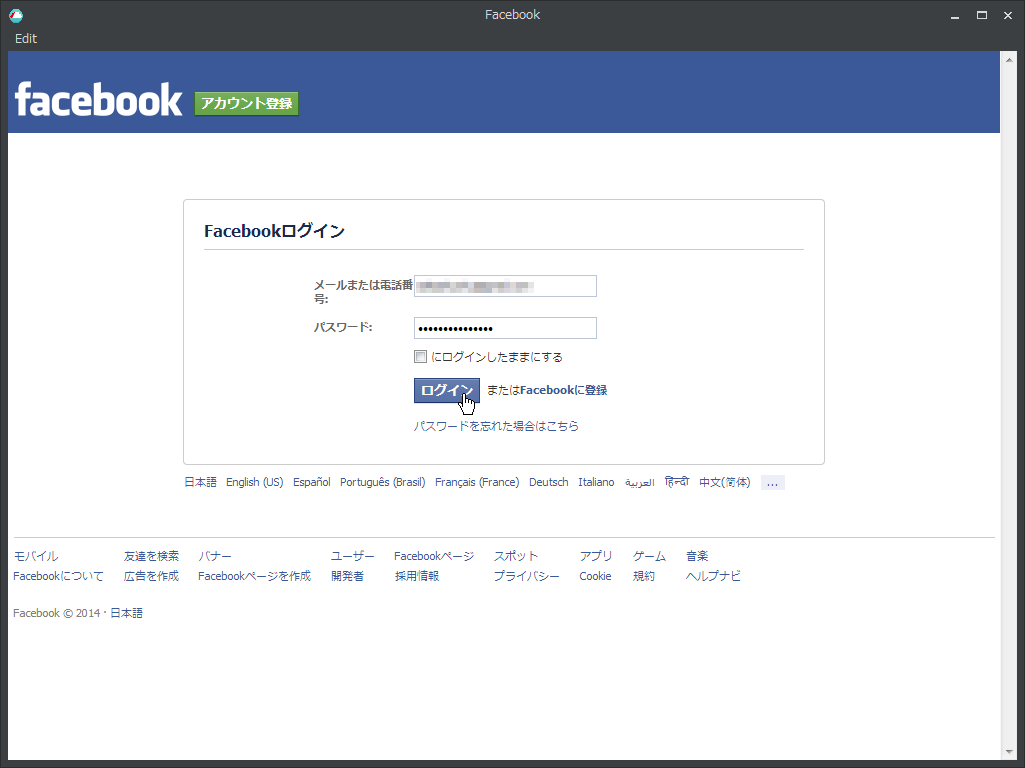 Facebook
Edit
facebook アカウント登録
Facebookログイン
メールまたは電話番
号:
パスワード:
•••••••••••••••
にログインしたままにする
ログイン またはFacebookに登録
パスワードを忘れた場合はこちら
日本語 English (US) Español Português (Brasil) Français (France) Deutsch Italiano العربية हिन्दी 中文(简体) ...
モバイル 友達を検索 バナー ユーザー Facebookページ スポット アプリ ゲーム 音楽
Facebookについて 広告を作成 Facebookページを作成 開発者 採用情報 プライバシー Cookie 規約 ヘルプナビ
Facebook © 2014 · 日本語